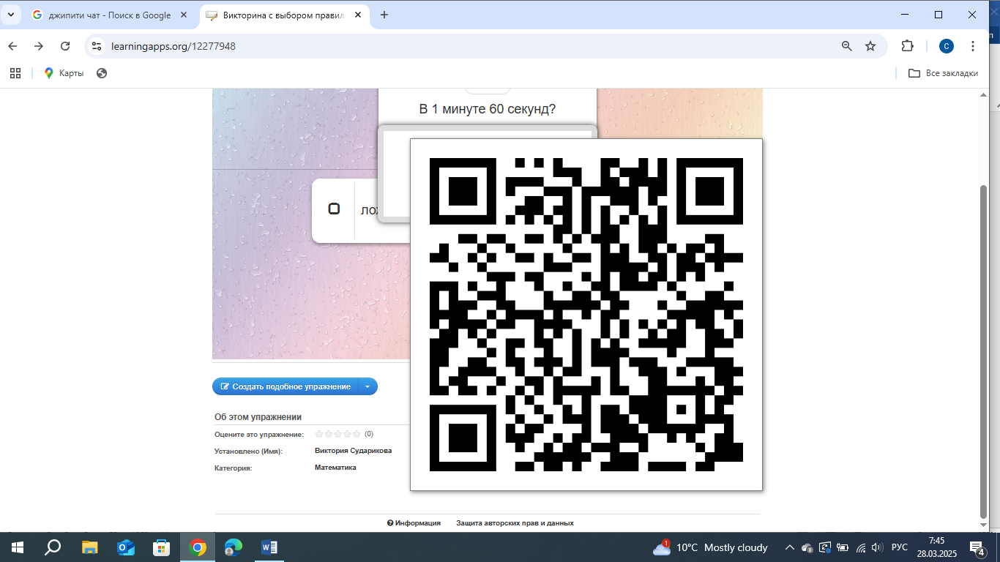 джипити чат - Поиск в Google
Викторина с выбором правил
learningapps.org/12277948
С
Карты
Все закладки
В 1 минуте 60 секунд?
Создать подобное упражнение
Об этом упражнении
Оцените это упражнение:
(0)
Установлено (Имя):
Виктория Сударикова
Категория:
Математика
Информация
Защита авторских прав и данных
1
10°C Mostly cloudy
РУС
7:45
28.03.2025
4